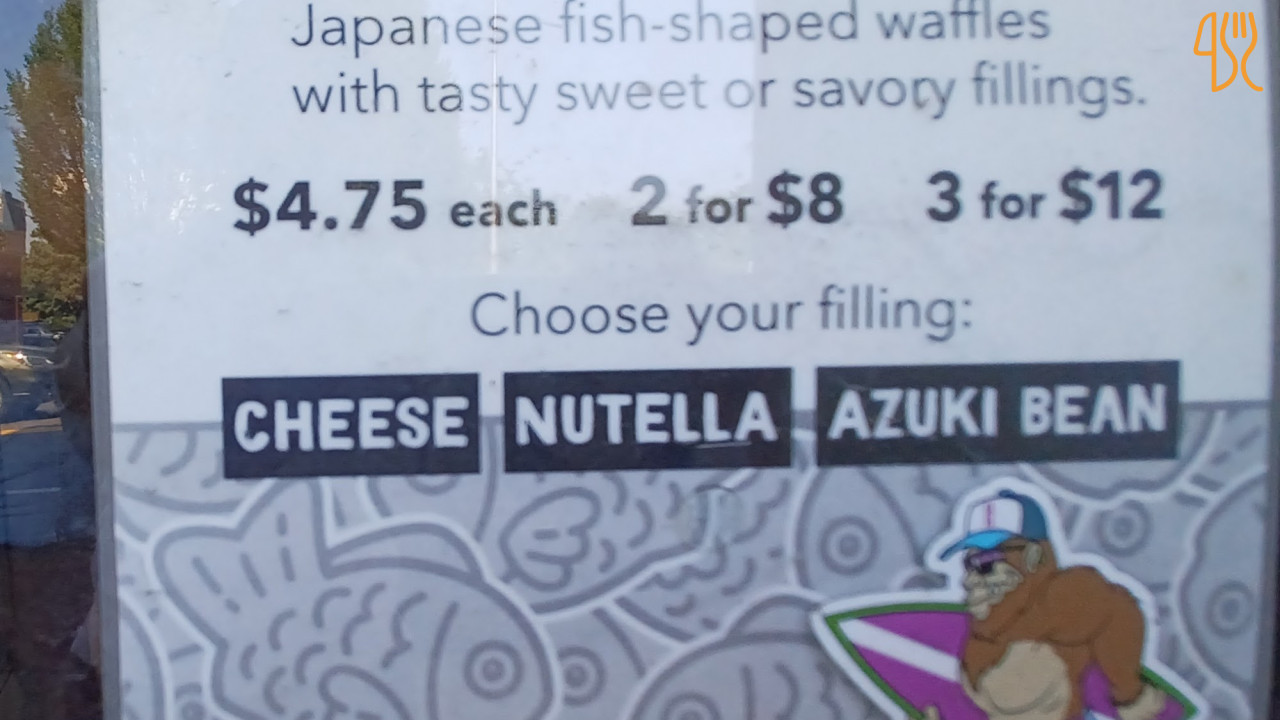 Japanese fish-shaped waffles
with tasty sweet or savory fillings.
$4.75 each 2 for $8 3 for $12
Choose your filling:
CHEESE NUTELLA AZUKI BEAN